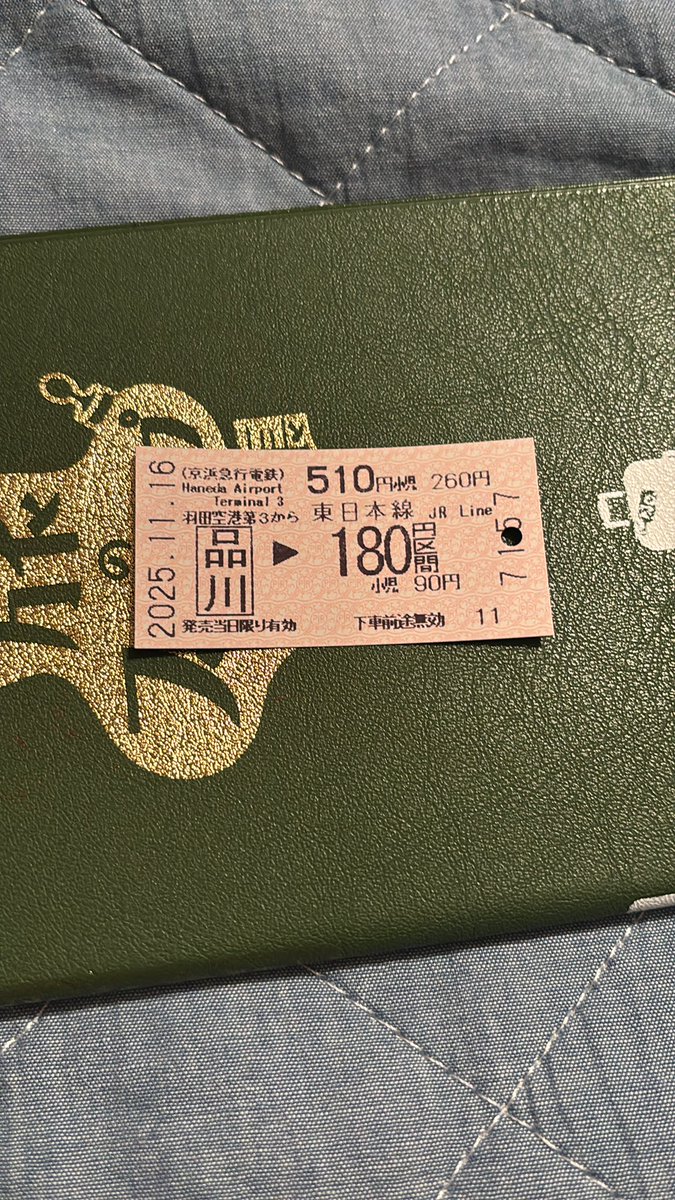 2025.11.16
(京浜急行電鉄)
Haneda Airport
Terminal 3
羽田空港第3から
510円小児 260円
東日本線 JR Line
品川 ▶ 180円区間
小児 90円
発売当日限り有効
下車前途無効
11
7157
旅の